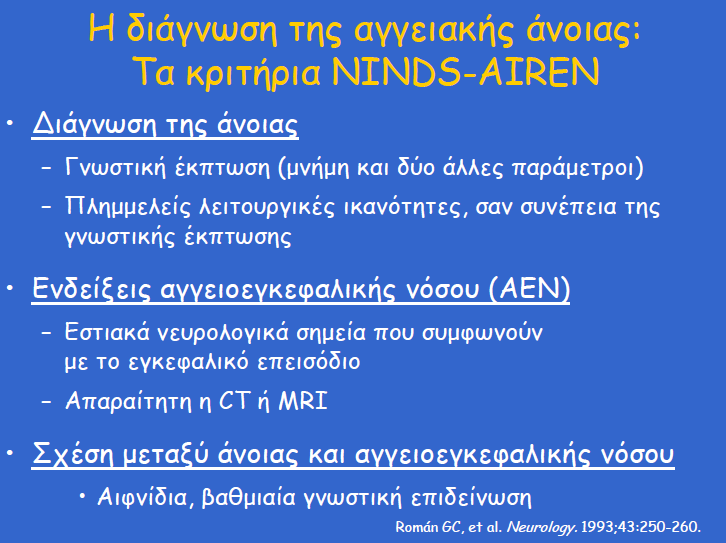 Η διάγνωση της αγγειακής άνοιας:
Τα κριτήρια NINDS-AIREN
• Διάγνωση της άνοιας
– Γνωστική έκπτωση (μνήμη και δύο άλλες παράμετροι)
– Πλημμελείς λειτουργικές ικανότητες, σαν συνέπεια της
γνωστικής έκπτωσης
• Ενδείξεις αγγειοεγκεφαλικής νόσου (ΑΕΝ)
– Εστιακά νευρολογικά σημεία που συμφωνούν
με το εγκεφαλικό επεισόδιο
– Απαραίτητη η CT ή MRI
• Σχέση μεταξύ άνοιας και αγγειοεγκεφαλικής νόσου
• Αιφνίδια, βαθμιαία γνωστική επιδείνωση
Román GC, et al. Neurology. 1993;43:250-260.